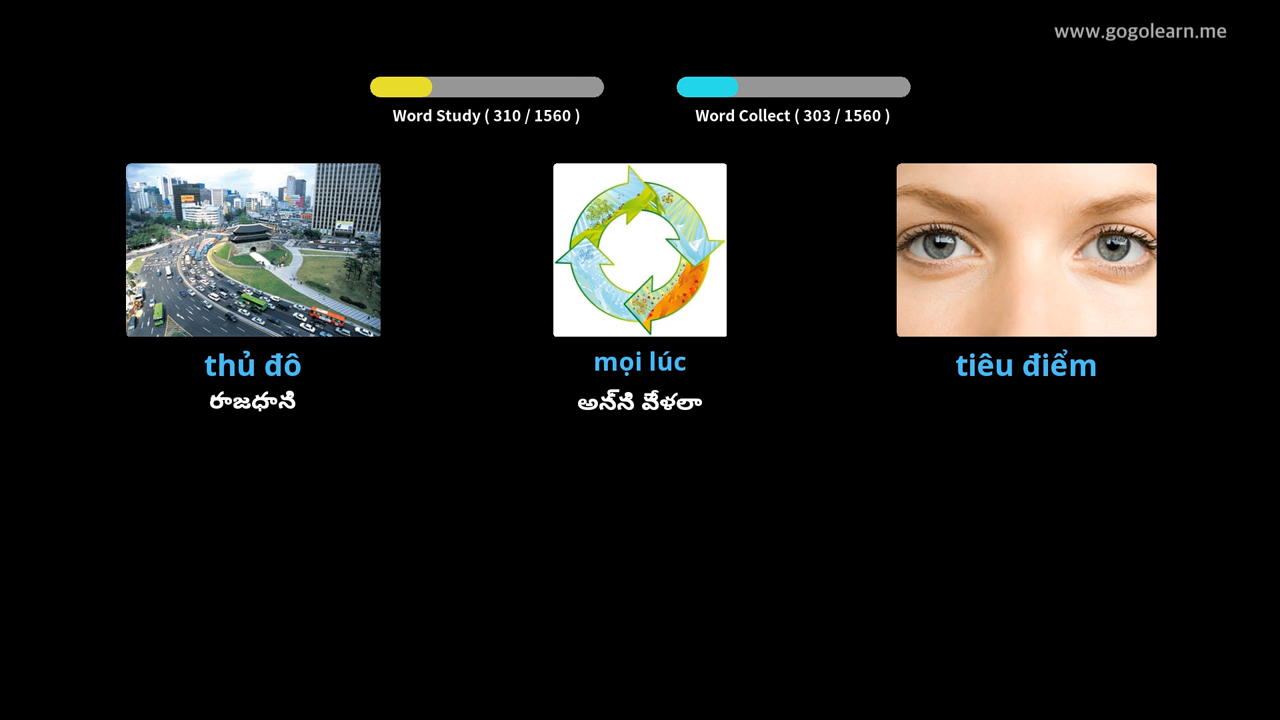 www.gogolearn.me
Word Study ( 310 / 1560 )
Word Collect ( 303 / 1560 )
thủ đô
రాజధాని
mọi lúc
అన్‌ని వేళలా
tiêu điểm